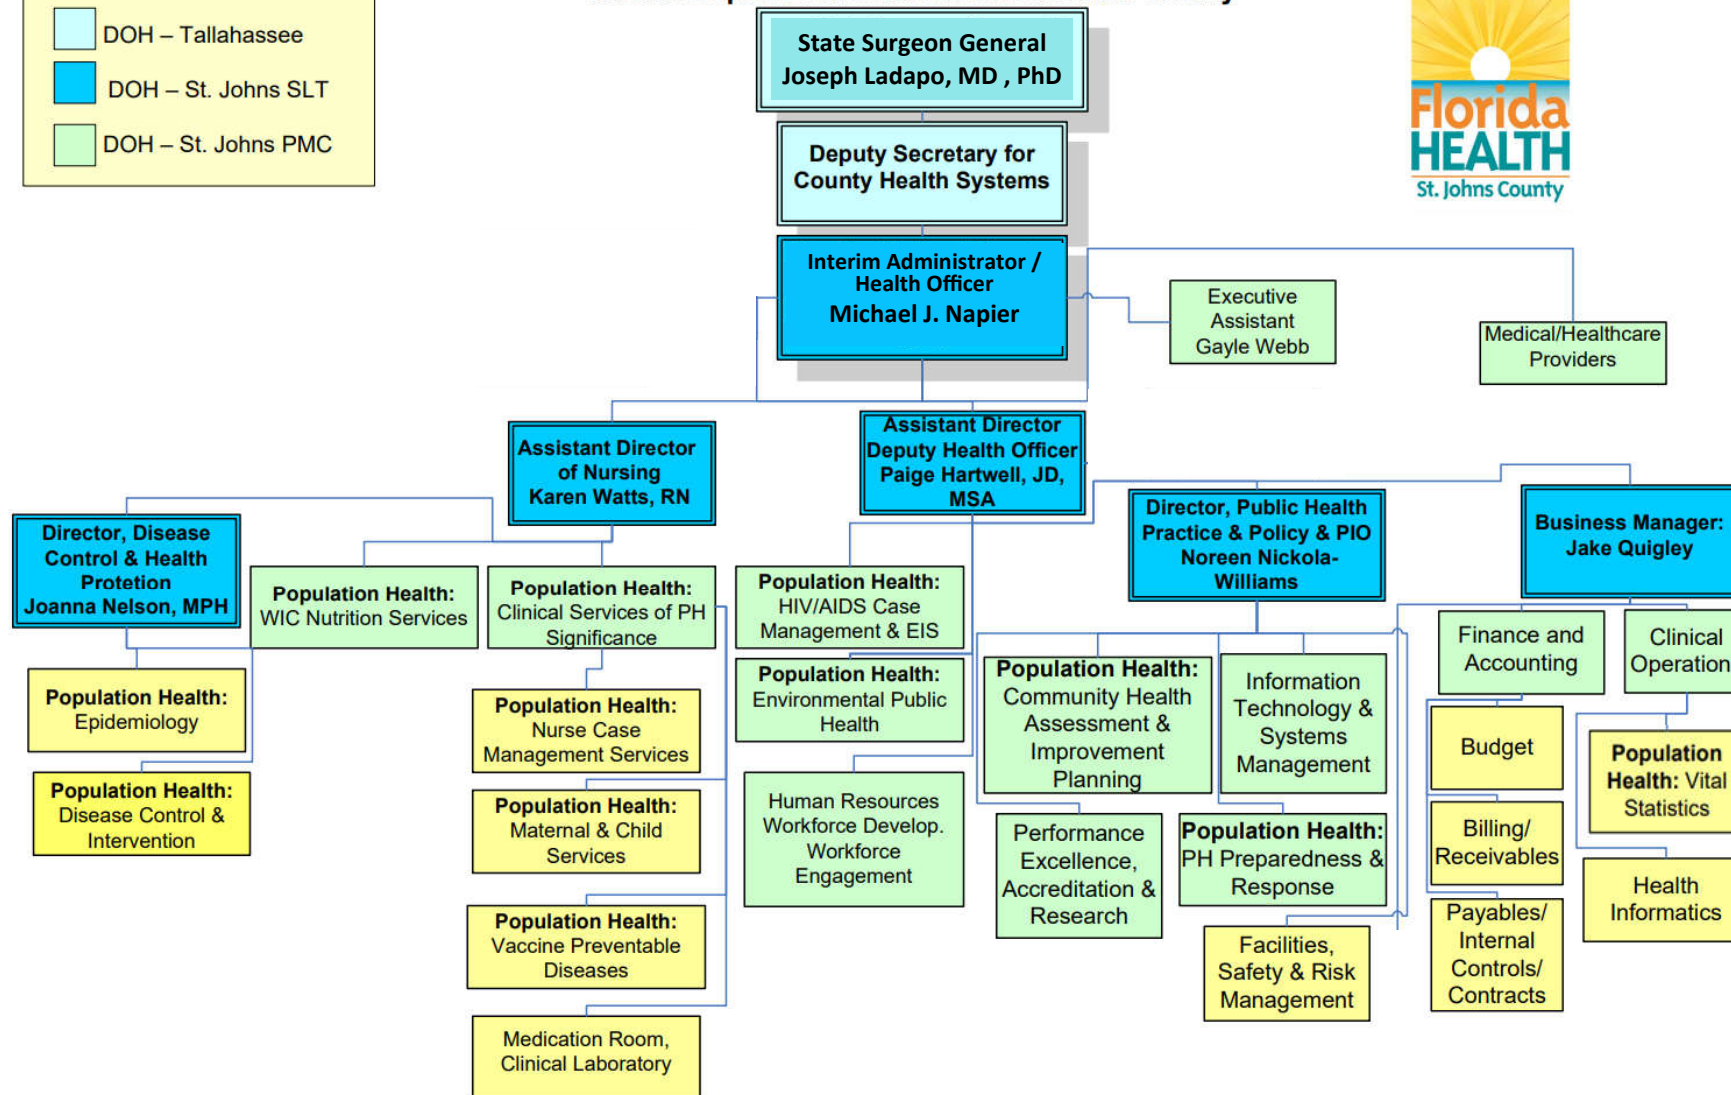 DOH – Tallahassee
DOH – St. Johns SLT
DOH – St. Johns PMC
State Surgeon General
Joseph Ladapo, MD , PhD
Florida
HEALTH
St. Johns County
Deputy Secretary for
County Health Systems
Interim Administrator /
Health Officer
Michael J. Napier
Executive
Assistant
Gayle Webb
Medical/Healthcare
Providers
Assistant Director
of Nursing
Karen Watts, RN
Assistant Director
Deputy Health Officer
Paige Hartwell, JD,
MSA
Director, Disease
Control & Health
Protetion
Joanna Nelson, MPH
Director, Public Health
Practice & Policy & PIO
Noreen Nickola-
Williams
Business Manager:
Jake Quigley
Population Health:
WIC Nutrition Services
Population Health:
Clinical Services of PH
Significance
Population Health:
HIV/AIDS Case
Management & EIS
Population Health:
Environmental Public
Health
Human Resources
Workforce Develop.
Workforce
Engagement
Population Health:
Community Health
Assessment &
Improvement
Planning
Information
Technology &
Systems
Management
Finance and
Accounting
Clinical
Operation
Population Health:
Epidemiology
Population Health:
Disease Control &
Intervention
Population Health:
Nurse Case
Management Services
Population Health:
Maternal & Child
Services
Population Health:
Vaccine Preventable
Diseases
Medication Room,
Clinical Laboratory
Performance
Excellence,
Accreditation &
Research
Population Health:
PH Preparedness &
Response
Facilities,
Safety & Risk
Management
Budget
Billing/
Receivables
Payables/
Internal
Controls/
Contracts
Population
Health: Vital
Statistics
Health
Informatics